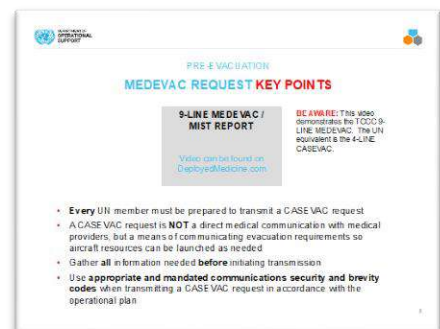 DEPARTMENT OF
OPERATIONAL
SUPPORT
PRE-EVACUATION
MEDEVAC REQUEST KEY POINTS
9-LINE MEDEVAC /
MIST REPORT
Video can be found on
DeployedMedicine.com
BE AWARE: This video
demonstrates the TCCC 9-
LINE MEDEVAC. The UN
equivalent is the 4-LINE
CASEVAC.
• Every UN member must be prepared to transmit a CASEVAC request
• A CASEVAC request is NOT a direct medical communication with medical
providers, but a means of communicating evacuation requirements so
aircraft resources can be launched as needed
• Gather all information needed before initiating transmission
• Use appropriate and mandated communications security and brevity
codes when transmitting a CASEVAC request in accordance with the
operational plan